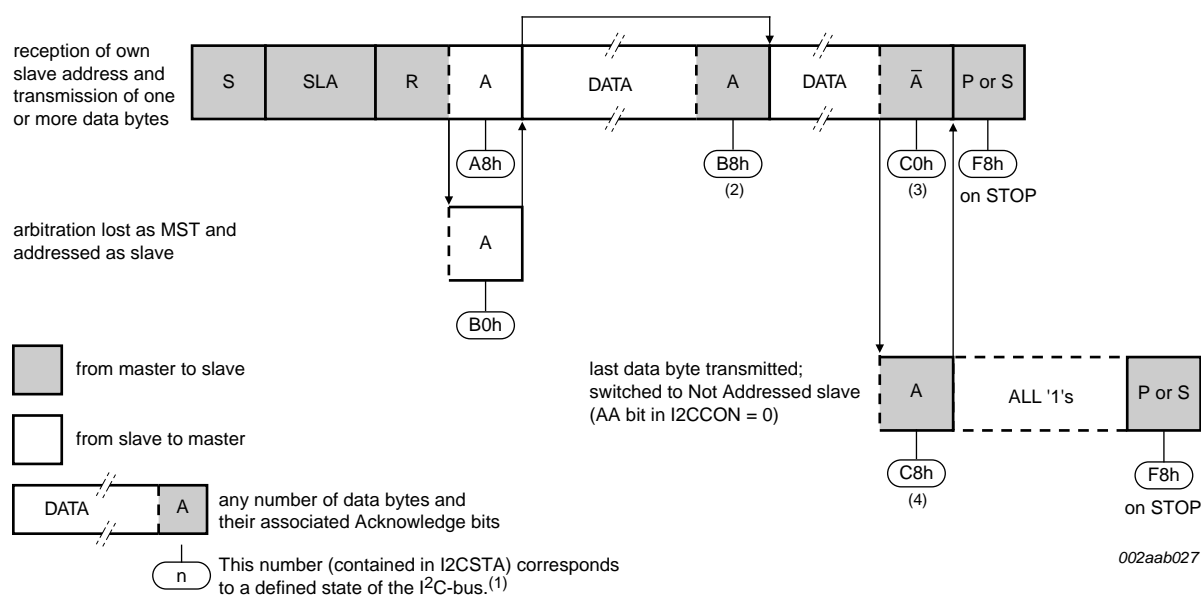 reception of own
slave address and
transmission of one
or more data bytes
S SLA R A DATA A DATA A̅ P or S
A8h B8h C0h F8h
(2) (3) on STOP
arbitration lost as MST and
addressed as slave
A
B0h
from master to slave
last data byte transmitted;
switched to Not Addressed slave
(AA bit in I2CCON = 0)
A ALL '1's P or S
from slave to master
C8h F8h
(4) on STOP
DATA A any number of data bytes and
their associated Acknowledge bits
n This number (contained in I2CSTA) corresponds
to a defined state of the I²C-bus.(1)
002aab027